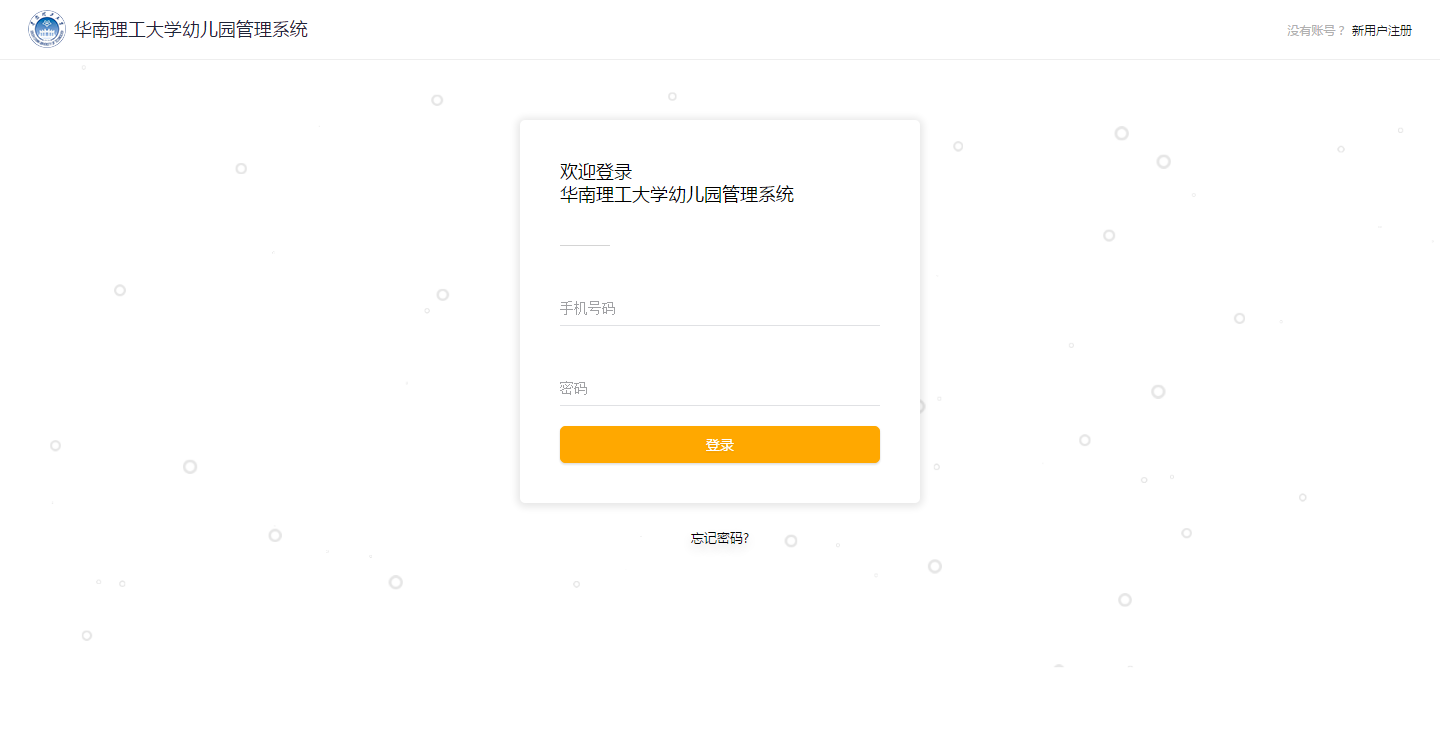 华南理工大学幼儿园管理系统
没有账号？ 新用户注册
欢迎登录
华南理工大学幼儿园管理系统
手机号码
密码
登录
忘记密码?